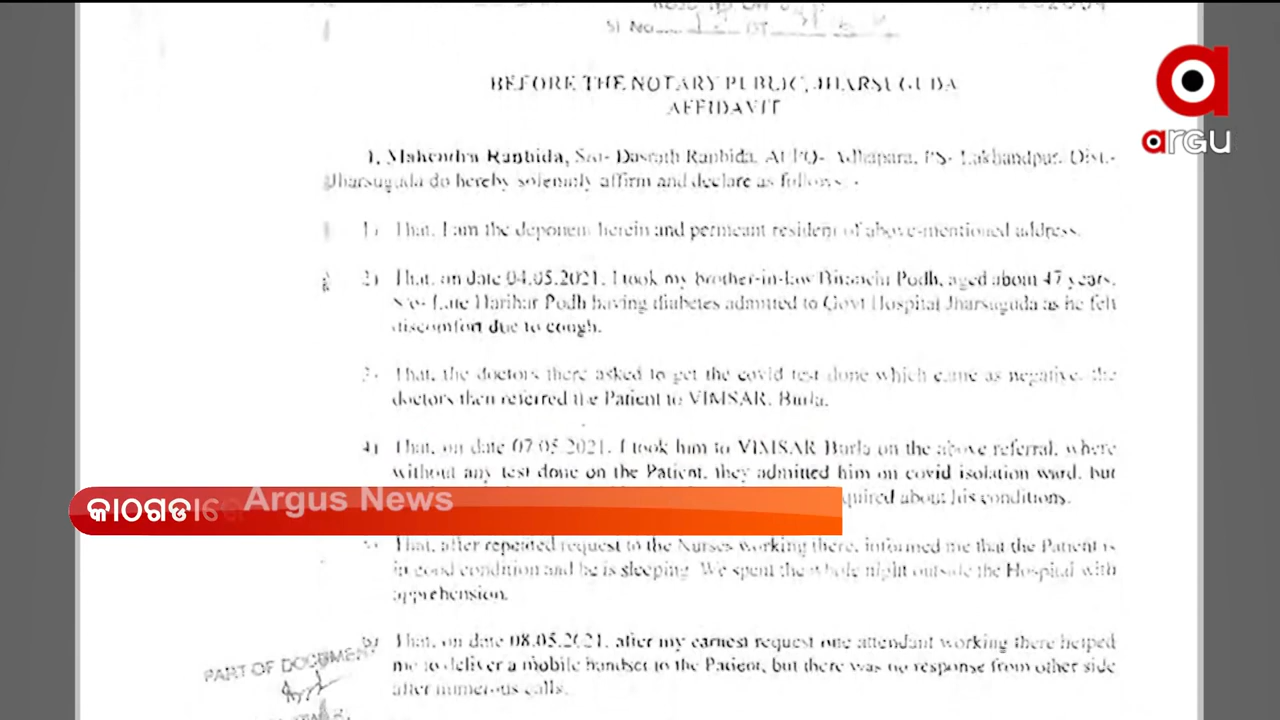 Sl No.
BEFORE THE NOTARY PUBLIC, JHARSUGUDA
AFFIDAVIT
argu
I, Mahendra Ranbida, S/o- Dasrath Ranbida, At/PO- Adhapara, PS- Lakhanpur, Dist.-
Jharsuguda do hereby solemnly affirm and declare as follows:-
1) That, I am the deponent herein and permeant resident of above-mentioned address.
2) That, on date 04.05.2021, I took my brother-in-law Podh, aged about 47 years,
S/o- Late Harihar Podh having diabetes admitted to Govt Hospital Jharsuguda as he felt
discomfort due to cough.
3) That, the doctors there asked to get the covid test done which came as negative, the
doctors then referred the Patient to VIMSAR, Burla.
4) That, on date 07.05.2021, I took him to VIMSAR Burla on the above referral, where
without any test done on the Patient, they admitted him on covid isolation ward, but
quired about his conditions.
କାଠଗଡା
Argus News
5) That, after repeated request to the Nurses working there, informed me that the Patient is
in good condition and he is sleeping. We spent the whole night outside the Hospital with
apprehension.
6) That, on date 08.05.2021, after my earnest request one attendant working there helped
me to deliver a mobile handset to the Patient, but there was no response from other side
after numerous calls.
PART OF DOCUMENT